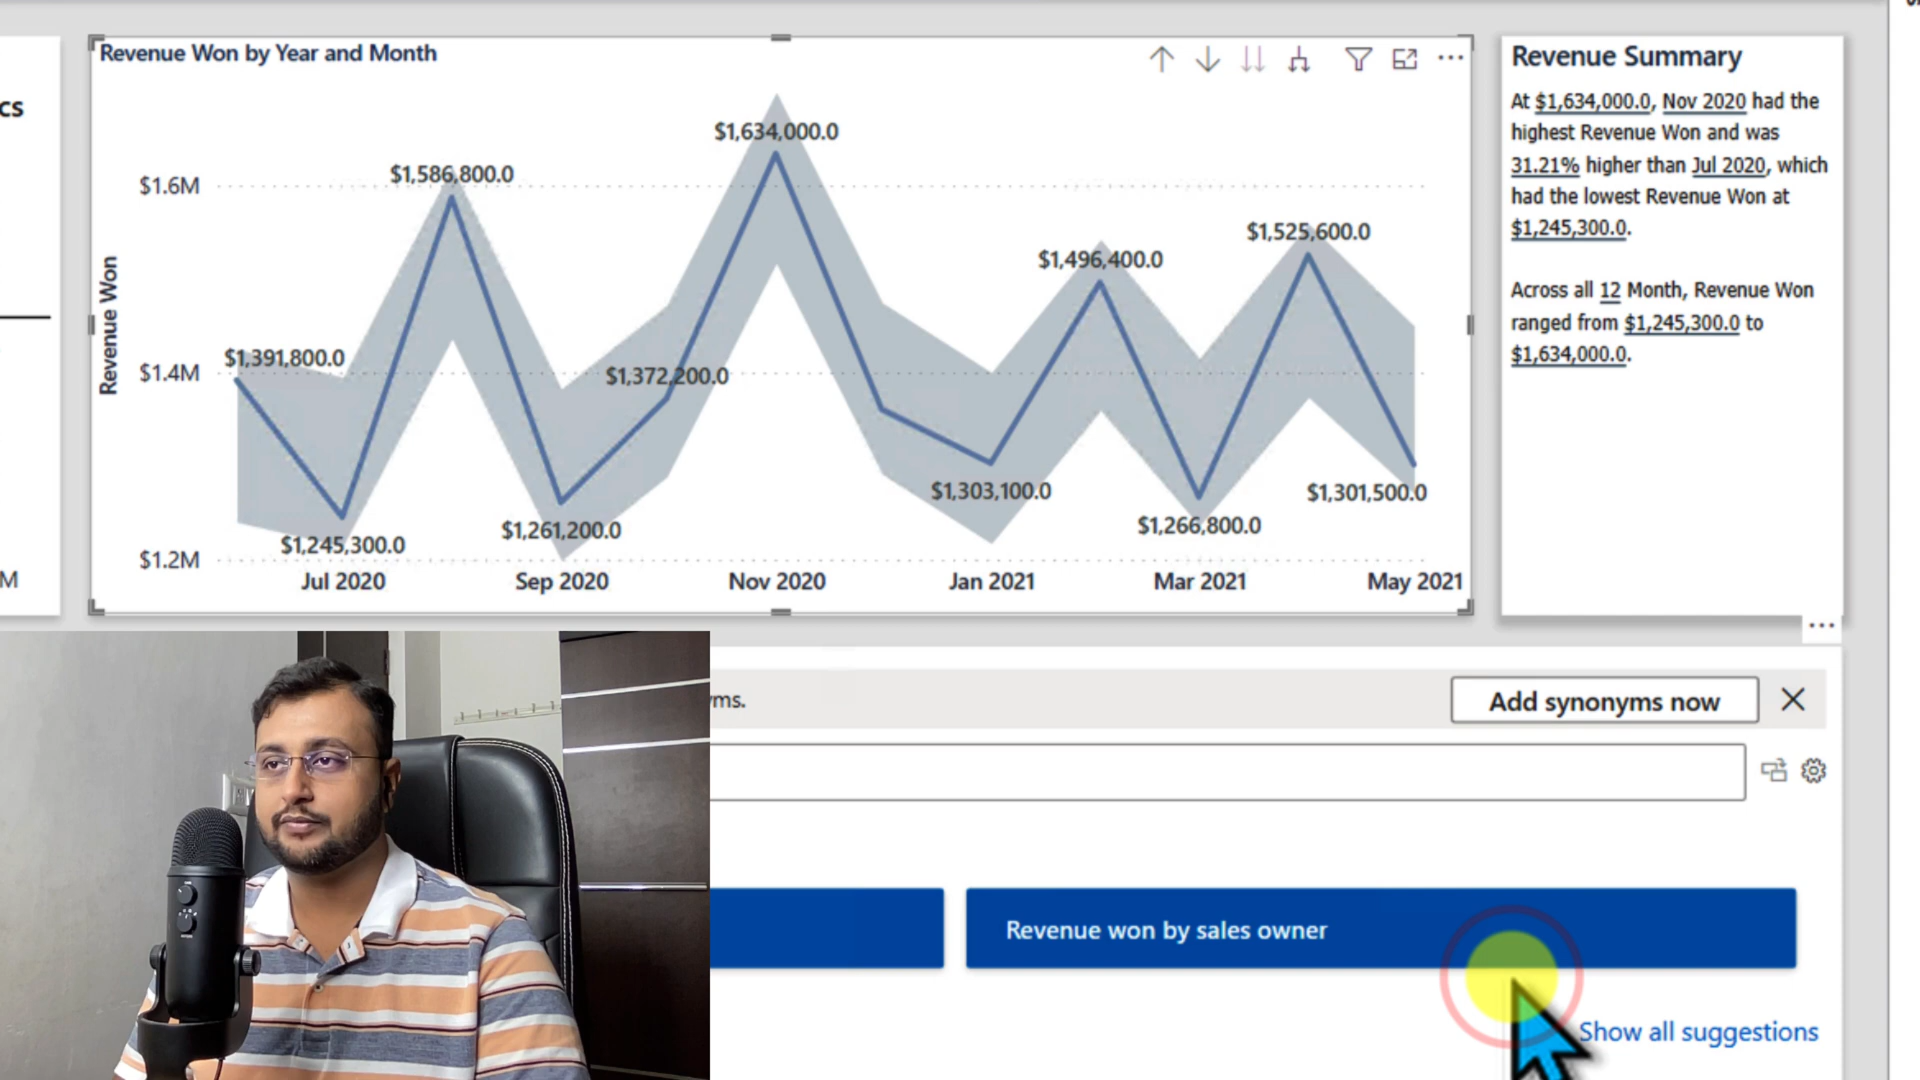 cs
M
Revenue Won by Year and Month
Revenue Won
$1.6M
$1.4M
$1.2M
$1,391,800.0
$1,245,300.0
$1,586,800.0
$1,261,200.0
$1,372,200.0
$1,634,000.0
$1,303,100.0
$1,496,400.0
$1,266,800.0
$1,525,600.0
$1,301,500.0
Jul 2020
Sep 2020
Nov 2020
Jan 2021
Mar 2021
May 2021
Revenue Summary
At $1,634,000.0, Nov 2020 had the
highest Revenue Won and was
31.21% higher than Jul 2020, which
had the lowest Revenue Won at
$1,245,300.0.
Across all 12 Month, Revenue Won
ranged from $1,245,300.0 to
$1,634,000.0.
ms.
Add synonyms now
Revenue won by sales owner
Show all suggestions